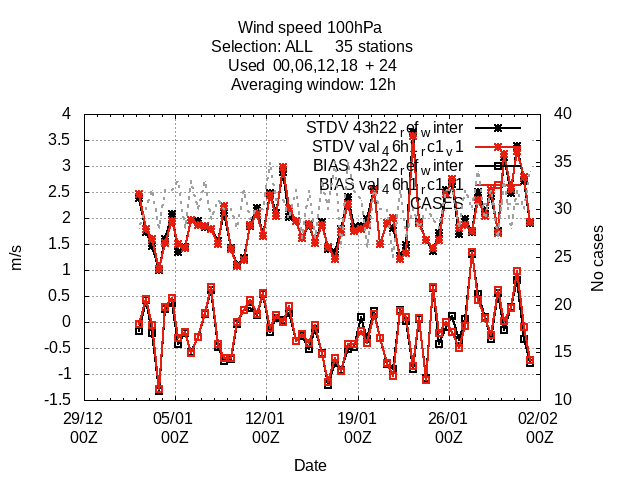 Wind speed 100hPa
Selection: ALL 35 stations
Used 00,06,12,18 + 24
Averaging window: 12h
STDV 43h22_ref_winter
STDV val_46h1_rc1_v1
BIAS 43h22_ref_winter
BIAS val_46h1_rc1_v1
CASES
4
3.5
3
2.5
2
1.5
1
0.5
0
-0.5
-1
-1.5
m/s
40
35
30
25
20
15
10
No cases
29/12 05/01 12/01 19/01 26/01 02/02
00Z 00Z 00Z 00Z 00Z 00Z
Date